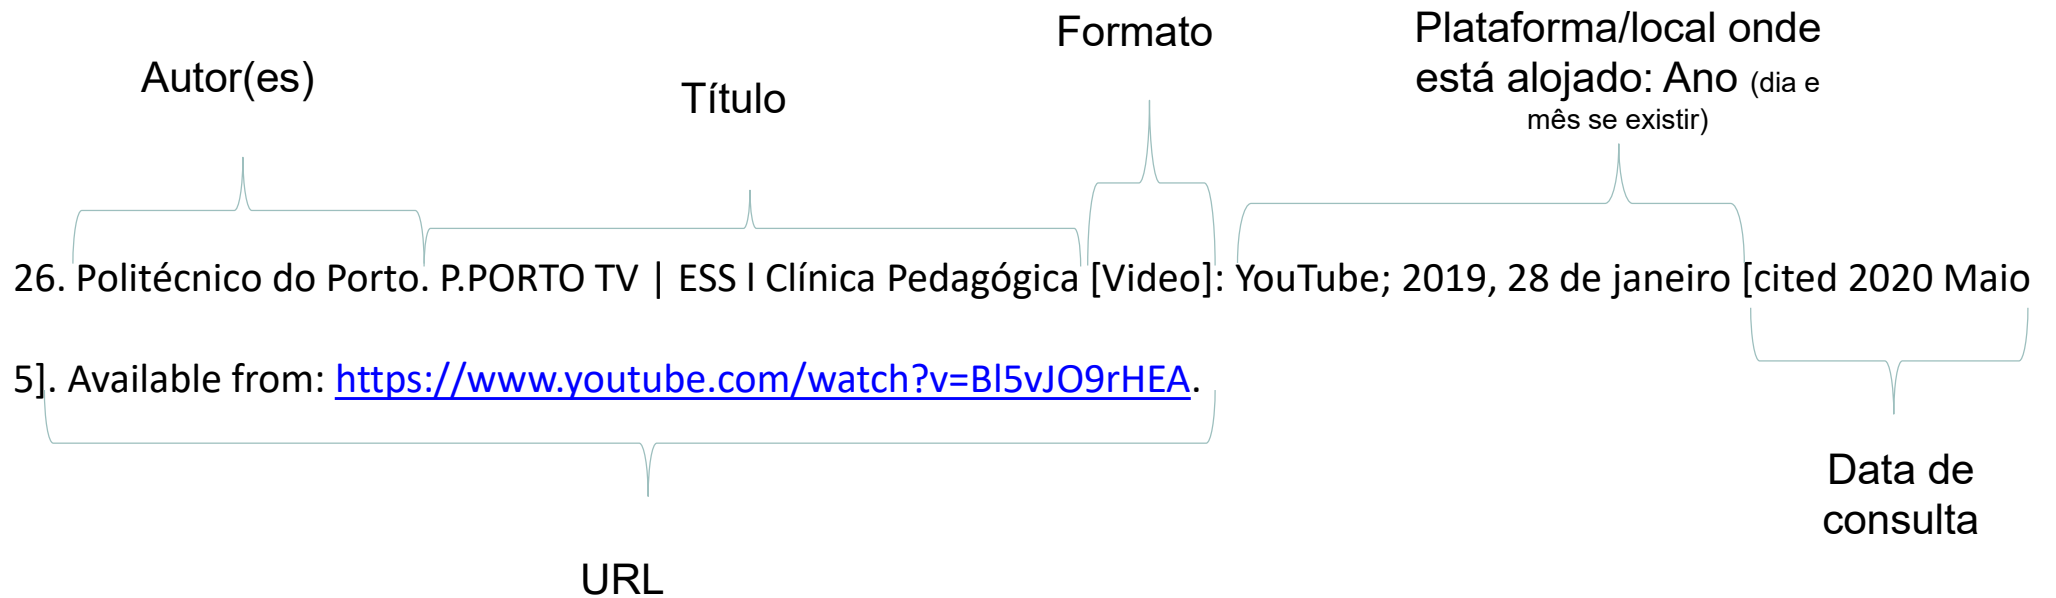 Formato
Plataforma/local onde
está alojado: Ano (dia e
mês se existir)
Autor(es)
Título
26. Politécnico do Porto. P.PORTO TV | ESS l Clínica Pedagógica [Video]: YouTube; 2019, 28 de janeiro [cited 2020 Maio
5]. Available from: https://www.youtube.com/watch?v=Bl5vJO9rHEA.
Data de
consulta
URL